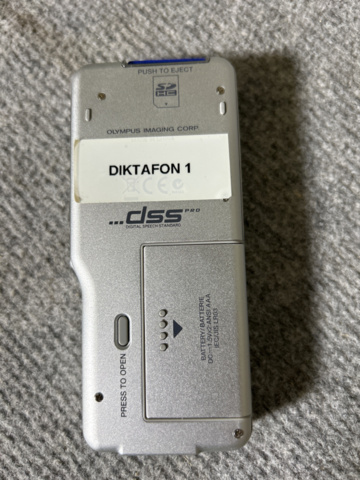 PUSH TO EJECT
SD
HC
OLYMPUS IMAGING CORP.
DIKTAFON 1
...dss PRO
DIGITAL SPEECH STANDARD
PRESS TO OPEN
BATTERY/BATTERIE